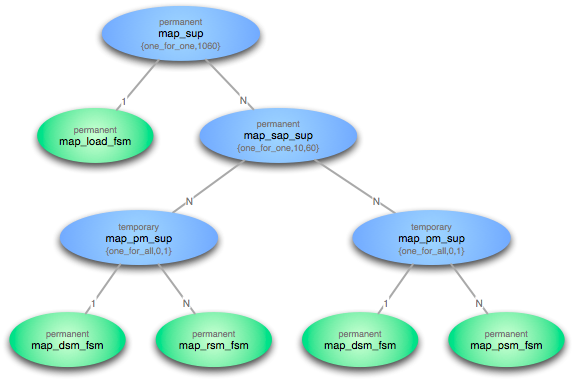 permanent
map_sup
{one_for_one,1060}
1
N
permanent
map_load_fsm
permanent
map_sap_sup
{one_for_one,10,60}
N
N
temporary
map_pm_sup
{one_for_all,0,1}
temporary
map_pm_sup
{one_for_all,0,1}
1
N
1
N
permanent
map_dsm_fsm
permanent
map_rsm_fsm
permanent
map_dsm_fsm
permanent
map_psm_fsm